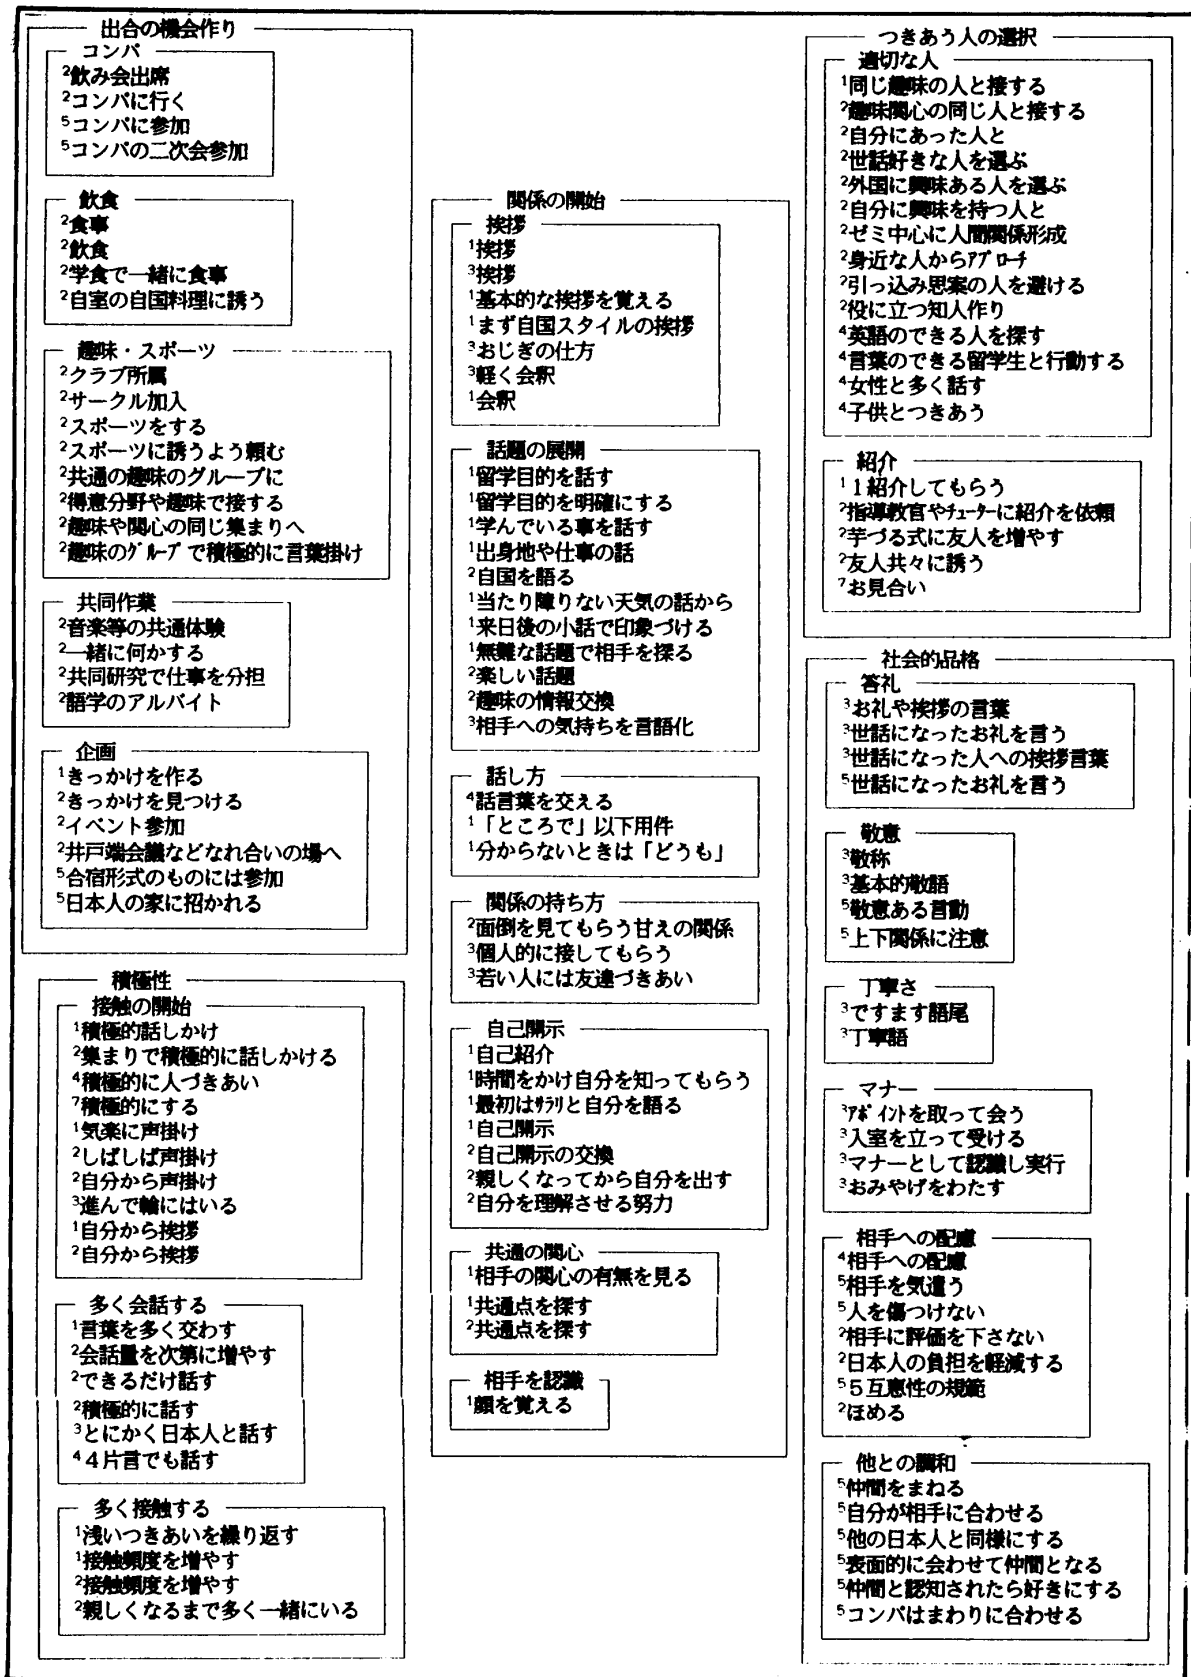 出合の機会作り
コンパ
²飲み会出席
²コンパに行く
⁵コンパに参加
⁵コンパの二次会参加
飲食
²食事
²飲食
²学食で一緒に食事
²自室の自国料理に誘う
趣味・スポーツ
²クラブ所属
²サークル加入
²スポーツをする
²スポーツに誘うよう頼む
²共通の趣味のグループに
²得意分野や趣味で接する
²趣味や関心の同じ集まりへ
²趣味のグループで積極的に言葉掛け
共同作業
²音楽等の共通体験
²一緒に何かする
²共同研究で仕事を分担
²語学のアルバイト
企画
¹きっかけを作る
²きっかけを見つける
²イベント参加
²井戸端会議などなれ合いの場へ
⁵合宿形式のものには参加
⁵日本人の家に招かれる
積極性
接触の開始
¹積極的話しかけ
²集まりで積極的に話しかける
⁴積極的に人づきあい
⁷積極的にする
¹気楽に声掛け
²しばしば声掛け
²自分から声掛け
³進んで輪にはいる
¹自分から挨拶
²自分から挨拶
多く会話する
¹言葉を多く交わす
²会話量を次第に増やす
²できるだけ話す
²積極的に話す
³とにかく日本人と話す
⁴４片言でも話す
多く接触する
¹浅いつきあいを繰り返す
¹接触頻度を増やす
²接触頻度を増やす
²親しくなるまで多く一緒にいる
関係の開始
挨拶
¹挨拶
³挨拶
¹基本的な挨拶を覚える
¹まず自国スタイルの挨拶
³おじぎの仕方
³軽く会釈
¹会釈
話題の展開
¹留学目的を話す
¹留学目的を明確にする
¹学んでいる事を話す
¹出身地や仕事の話
²自国を語る
¹当たり障りない天気の話から
¹来日後の小話で印象づける
¹無難な話題で相手を探る
²楽しい話題
²趣味の情報交換
³相手への気持ちを言語化
話し方
⁴話言葉を交える
¹「ところで」以下用件
¹分からないときは「どうも」
関係の持ち方
²面倒を見てもらう甘えの関係
³個人的に接してもらう
³若い人には友達づきあい
自己開示
¹自己紹介
¹時間をかけ自分を知ってもらう
¹最初はサラリと自分を語る
¹自己開示
²自己開示の交換
²親しくなってから自分を出す
²自分を理解させる努力
共通の関心
¹相手の関心の有無を見る
¹共通点を探す
²共通点を探す
相手を認識
¹顔を覚える
つきあう人の選択
適切な人
¹同じ趣味の人と接する
²趣味関心の同じ人と接する
²自分にあった人と
²世話好きな人を選ぶ
²外国に興味ある人を選ぶ
²自分に興味を持つ人と
²ゼミ中心に人間関係形成
²身近な人からアプローチ
²引っ込み思案の人を避ける
²役に立つ知人作り
⁴英語のできる人を探す
⁴言葉のできる留学生と行動する
⁴女性と多く話す
⁴子供とつきあう
紹介
¹１紹介してもらう
²指導教官やチューターに紹介を依頼
²芋づる式に友人を増やす
²友人共々に誘う
⁷お見合い
社会的品格
答礼
³お礼や挨拶の言葉
³世話になったお礼を言う
³世話になった人への挨拶言葉
⁵世話になったお礼を言う
敬意
³敬称
³基本的敬語
⁵敬意ある言動
⁵上下関係に注意
丁寧さ
³ですます語尾
³丁寧語
マナー
³アポイントを取って会う
³入室を立って受ける
³マナーとして認識し実行
³おみやげをわたす
相手への配慮
⁴相手への配慮
⁵相手を気遣う
⁵人を傷つけない
²相手に評価を下さない
²日本人の負担を軽減する
⁵５互恵性の規範
²ほめる
他との調和
⁵仲間をまねる
⁵自分が相手に合わせる
⁵他の日本人と同様にする
⁵表面的に会わせて仲間となる
⁵仲間と認知されたら好きにする
⁵コンパはまわりに合わせる